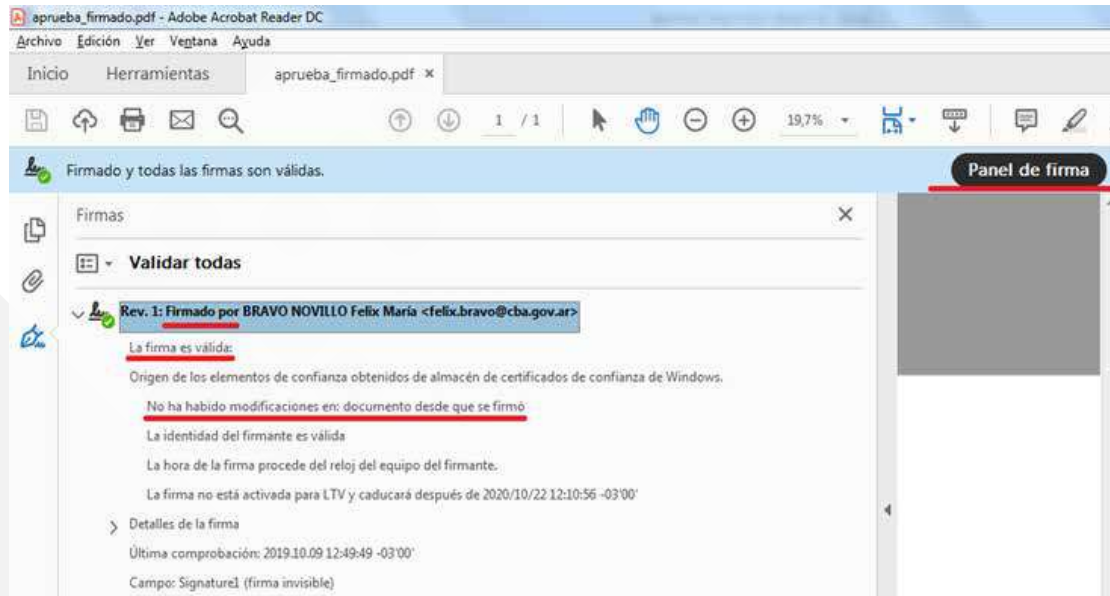 aprueba_firmado.pdf - Adobe Acrobat Reader DC
Archivo Edición Ver Ventana Ayuda
Inicio Herramientas aprueba_firmado.pdf ×
1 / 1 19,7%
Firmado y todas las firmas son válidas. Panel de firma
Firmas
Validar todas
Rev. 1: Firmado por BRAVO NOVILLO Felix María <felix.bravo@cba.gov.ar>
La firma es válida:
Origen de los elementos de confianza obtenidos de almacén de certificados de confianza de Windows.
No ha habido modificaciones en: documento desde que se firmó
La identidad del firmante es válida
La hora de la firma procede del reloj del equipo del firmante.
La firma no está activada para LTV y caducará después de 2020/10/22 12:10:56 -03'00'
Detalles de la firma
Última comprobación: 2019.10.09 12:49:49 -03'00'
Campo: Signature1 (firma invisible)